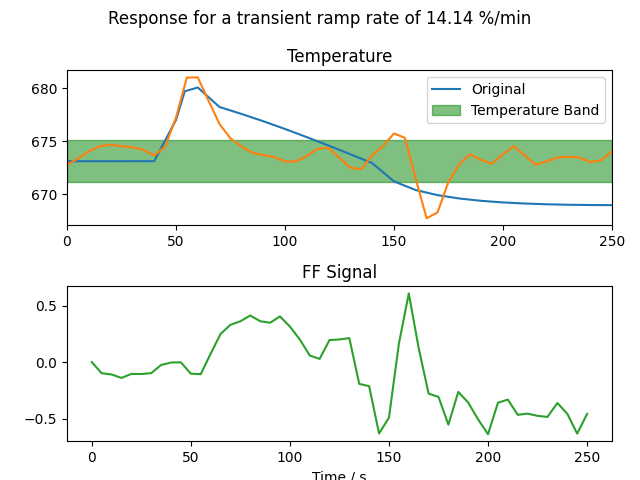 Response for a transient ramp rate of 14.14 %/min
Temperature
680
675
670
Original
Temperature Band
0 50 100 150 200 250
FF Signal
0.5
0.0
−0.5
0 50 100 150 200 250
Time / s